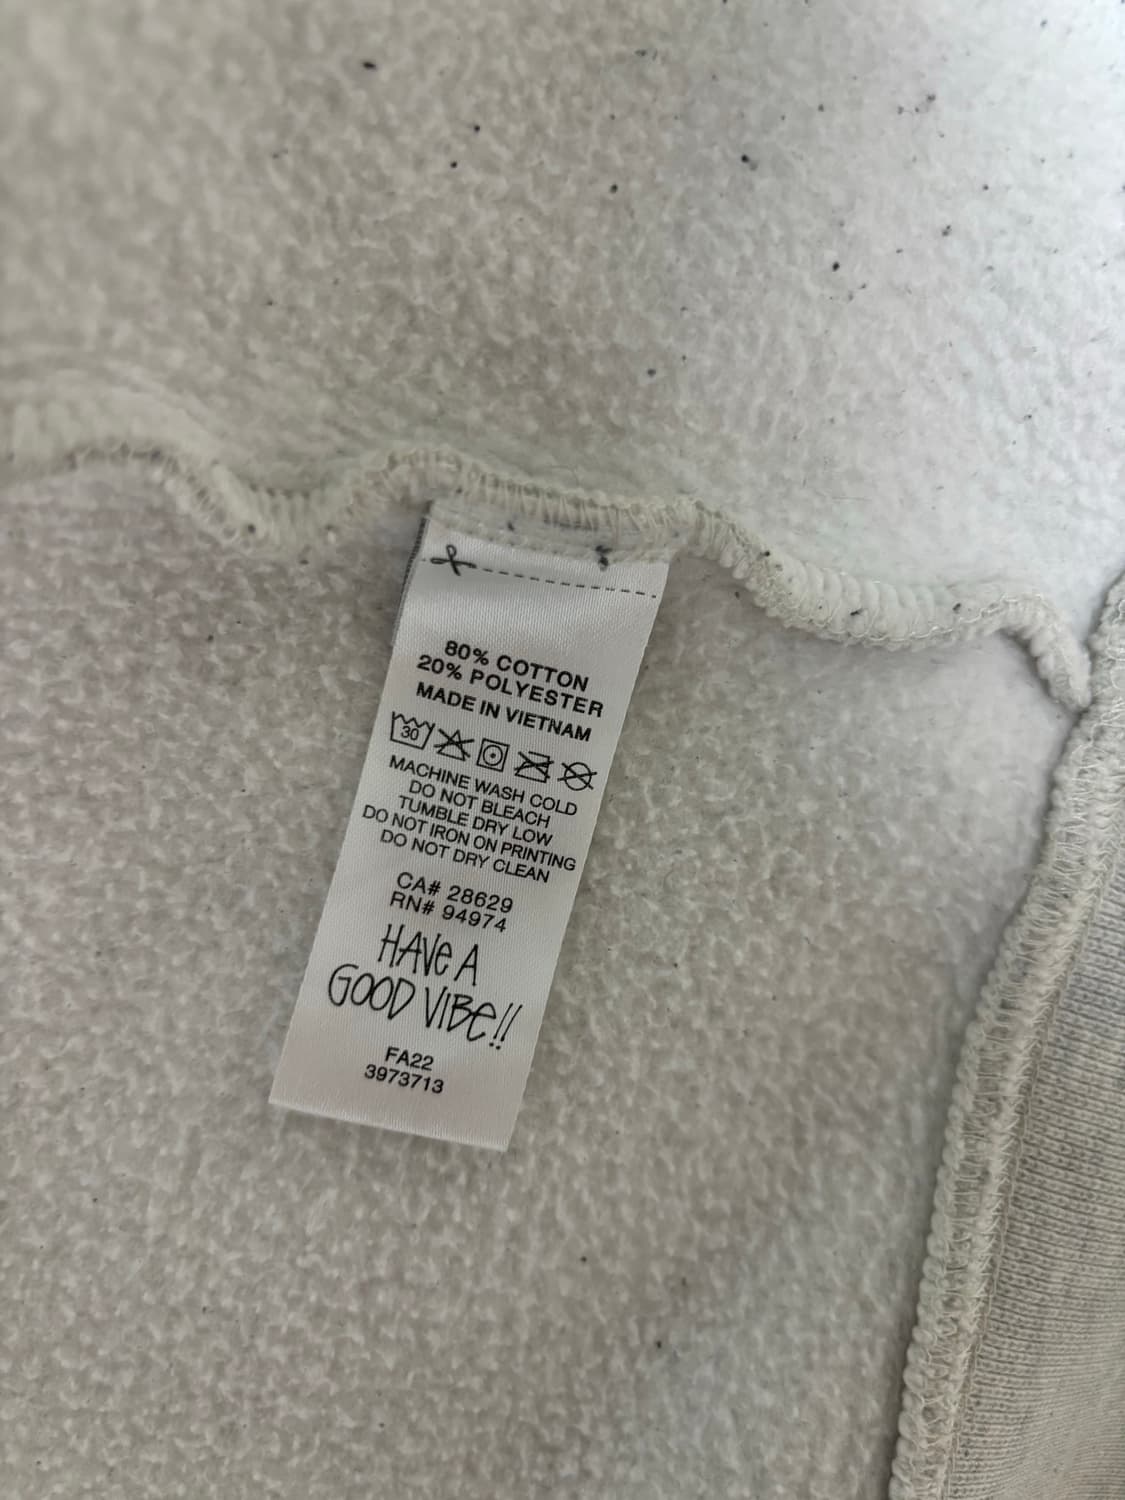 80% COTTON
20% POLYESTER
MADE IN VIETNAM
30
MACHINE WASH COLD
DO NOT BLEACH
TUMBLE DRY LOW
DO NOT IRON ON PRINTING
DO NOT DRY CLEAN
CA# 28629
RN# 94974
HAVE A
GOOD VIBE!!
FA22
3973713